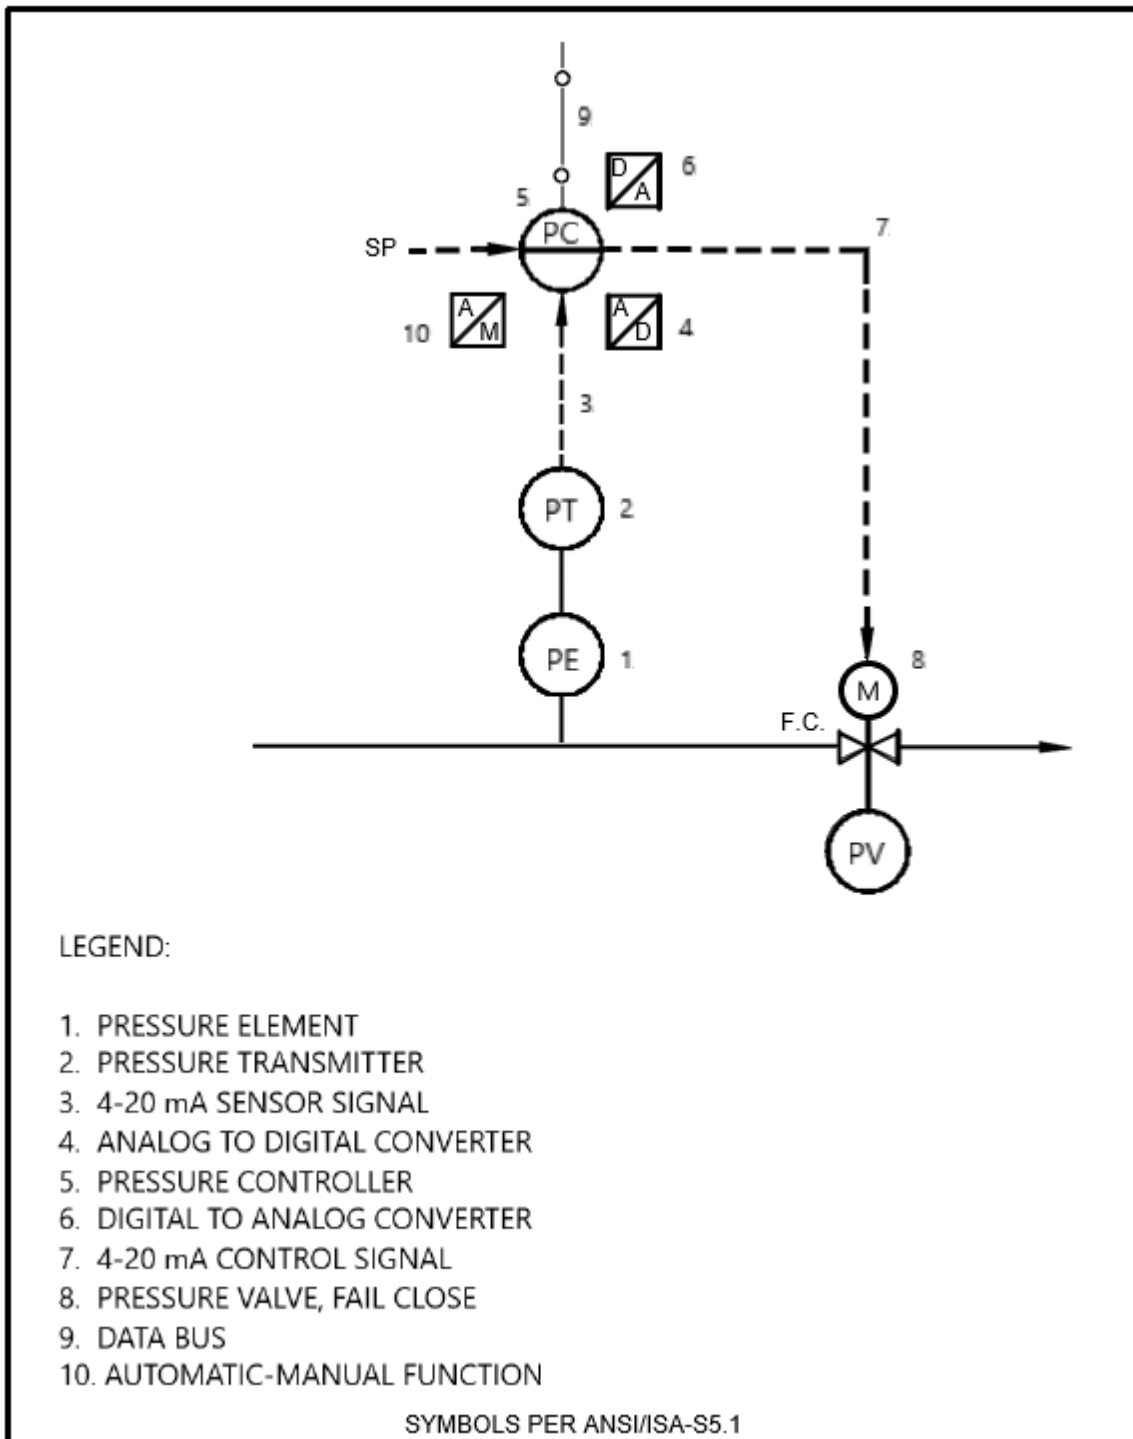 9
D
A
6
5
PC
7
SP
10
A
M
A
D
4
3
PT
2
PE
1
8
M
F.C.
PV
LEGEND:
1. PRESSURE ELEMENT
2. PRESSURE TRANSMITTER
3. 4-20 mA SENSOR SIGNAL
4. ANALOG TO DIGITAL CONVERTER
5. PRESSURE CONTROLLER
6. DIGITAL TO ANALOG CONVERTER
7. 4-20 mA CONTROL SIGNAL
8. PRESSURE VALVE, FAIL CLOSE
9. DATA BUS
10. AUTOMATIC-MANUAL FUNCTION
SYMBOLS PER ANSI/ISA-S5.1